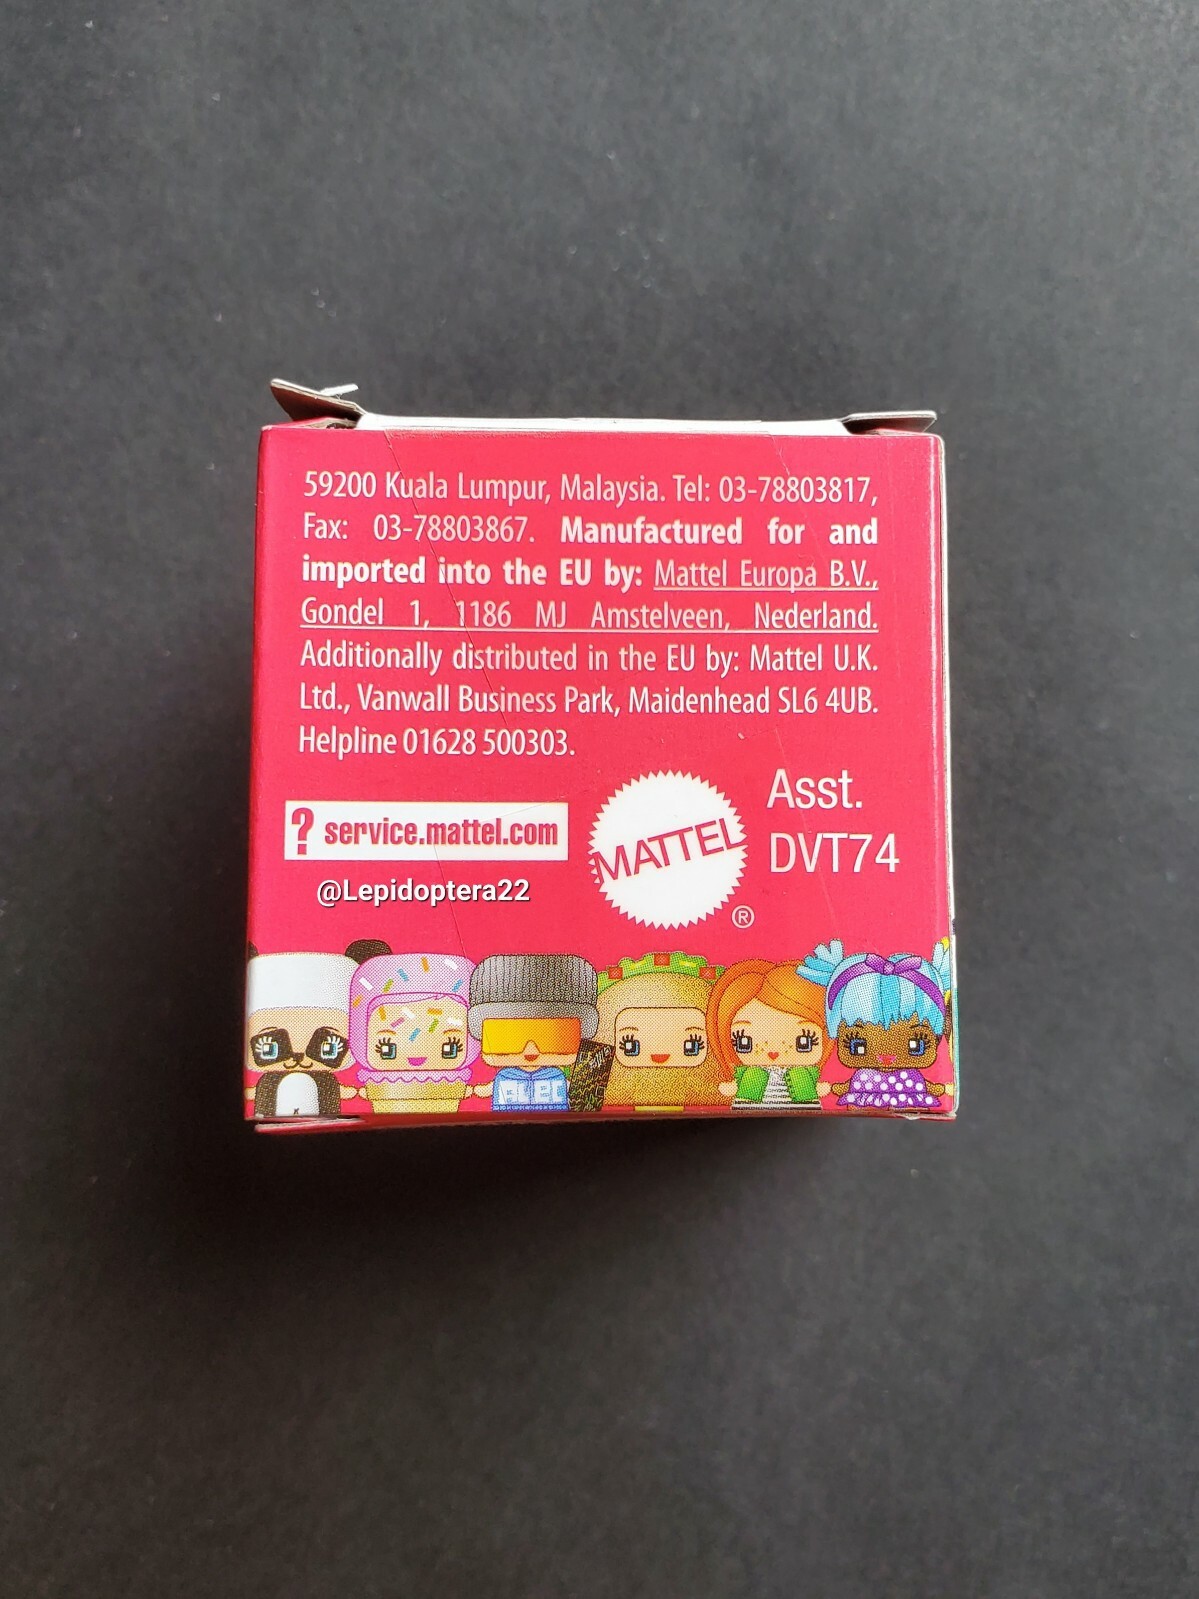 59200 Kuala Lumpur, Malaysia. Tel: 03-78803817,
Fax: 03-78803867. Manufactured for and
imported into the EU by: Mattel Europa B.V.,
Gondel 1, 1186 MJ Amstelveen, Nederland.
Additionally distributed in the EU by: Mattel U.K.
Ltd., Vanwall Business Park, Maidenhead SL6 4UB.
Helpline 01628 500303.
? service.mattel.com
MATTEL
®
Asst.
DVT74
@Lepidoptera22